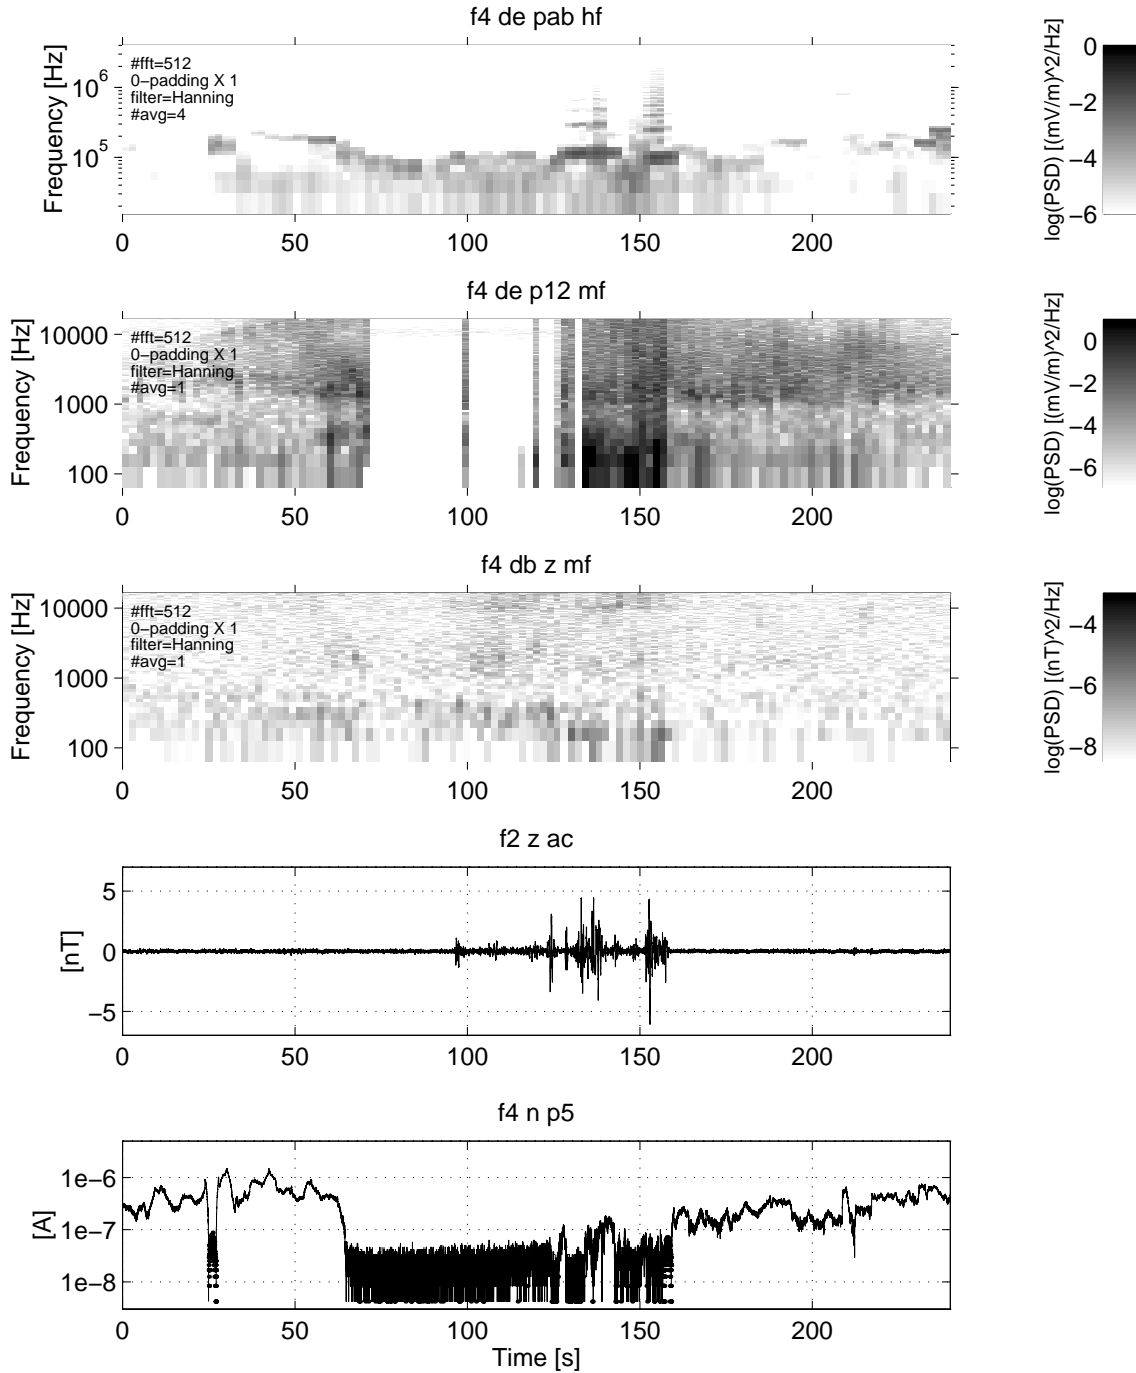 f4 de pab hf
Frequency [Hz]
10^6
10^5
#fft=512
0−padding X 1
filter=Hanning
#avg=4
0 50 100 150 200
log(PSD) [(mV/m)^2/Hz]
0
−2
−4
−6
f4 de p12 mf
Frequency [Hz]
10000
1000
100
#fft=512
0−padding X 1
filter=Hanning
#avg=1
0 50 100 150 200
log(PSD) [(mV/m)^2/Hz]
0
−2
−4
−6
f4 db z mf
Frequency [Hz]
10000
1000
100
#fft=512
0−padding X 1
filter=Hanning
#avg=1
0 50 100 150 200
log(PSD) [(nT)^2/Hz]
−4
−6
−8
f2 z ac
[nT]
5
0
−5
0 50 100 150 200
f4 n p5
[A]
1e−6
1e−7
1e−8
0 50 100 150 200
Time [s]